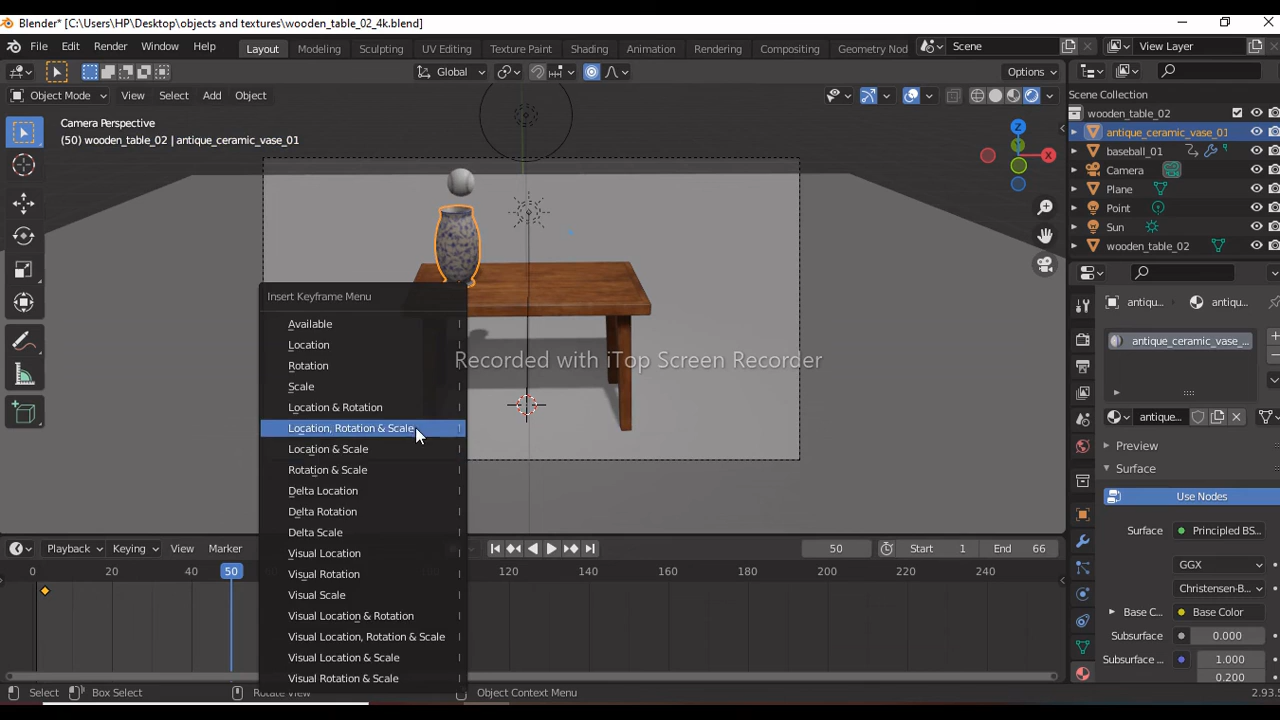 Blender* [C:\Users\HP\Desktop\objects and textures\wooden_table_02_4k.blend]
File Edit Render Window Help Layout Modeling Sculpting UV Editing Texture Paint Shading Animation Rendering Compositing Geometry Nod Scene View Layer
Global Options
Object Mode View Select Add Object
Scene Collection
wooden_table_02
antique_ceramic_vase_01
baseball_01
Camera
Plane
Point
Sun
wooden_table_02
Camera Perspective
(50) wooden_table_02 | antique_ceramic_vase_01
Z
Y
X
Insert Keyframe Menu
Available I
Location I
Rotation I
Scale I
Location & Rotation I
Location, Rotation & Scale I
Location & Scale I
Rotation & Scale I
Delta Location I
Delta Rotation I
Delta Scale I
Visual Location I
Visual Rotation I
Visual Scale I
Visual Location & Rotation I
Visual Location, Rotation & Scale I
Visual Location & Scale I
Visual Rotation & Scale I
Recorded with iTop Screen Recorder
antiqu... antiqu...
antique_ceramic_vase_...
antique...
Preview
Surface
Use Nodes
Surface Principled BS...
GGX
Christensen-B...
Base C... Base Color
Subsurface 0.000
Subsurface 1.000
0.200
Playback Keying View Marker 50 Start 1 End 66
0 20 50 120 140 160 180 200 220 240
Select Box Select Rotate View Object Context Menu 2.93.5